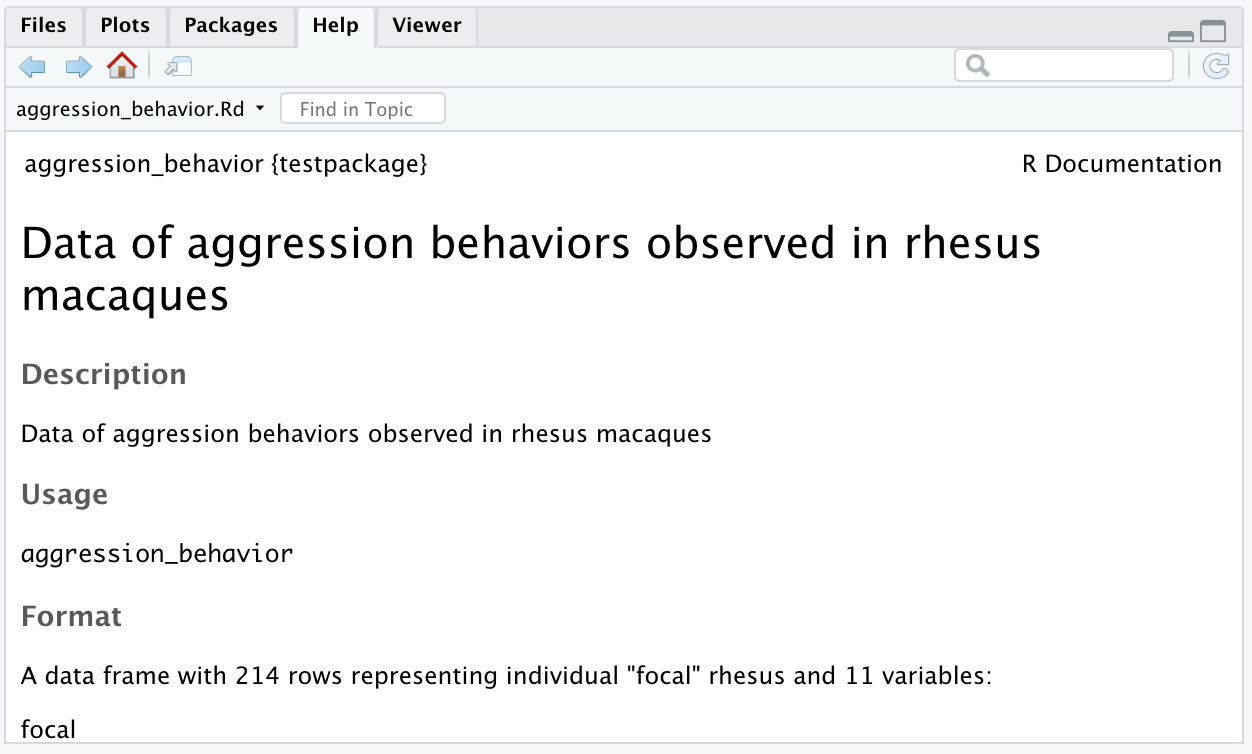 Files Plots Packages Help Viewer
aggression_behavior.Rd Find in Topic
aggression_behavior {testpackage} R Documentation
Data of aggression behaviors observed in rhesus
macaques
Description
Data of aggression behaviors observed in rhesus macaques
Usage
aggression_behavior
Format
A data frame with 214 rows representing individual "focal" rhesus and 11 variables:
focal